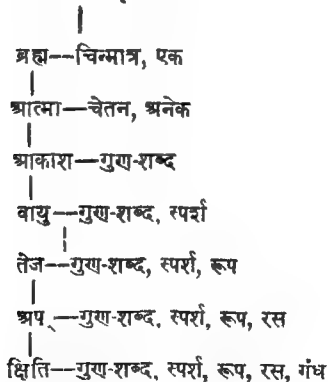 ब्रह्म--चिन्मात्र, एक
आत्मा—चेतन, अनेक
आकाश—गुण-शब्द
वायु—गुण-शब्द, स्पर्श
तेज--गुण-शब्द, स्पर्श, रूप
अप्—गुण-शब्द, स्पर्श, रूप, रस
क्षिति—गुण-शब्द, स्पर्श, रूप, रस, गंध